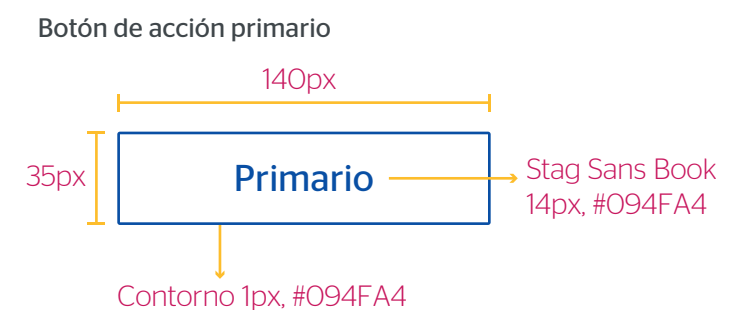 Botón de acción primario
140px
35px
Primario
Stag Sans Book
14px, #094FA4
Contorno 1px, #094FA4